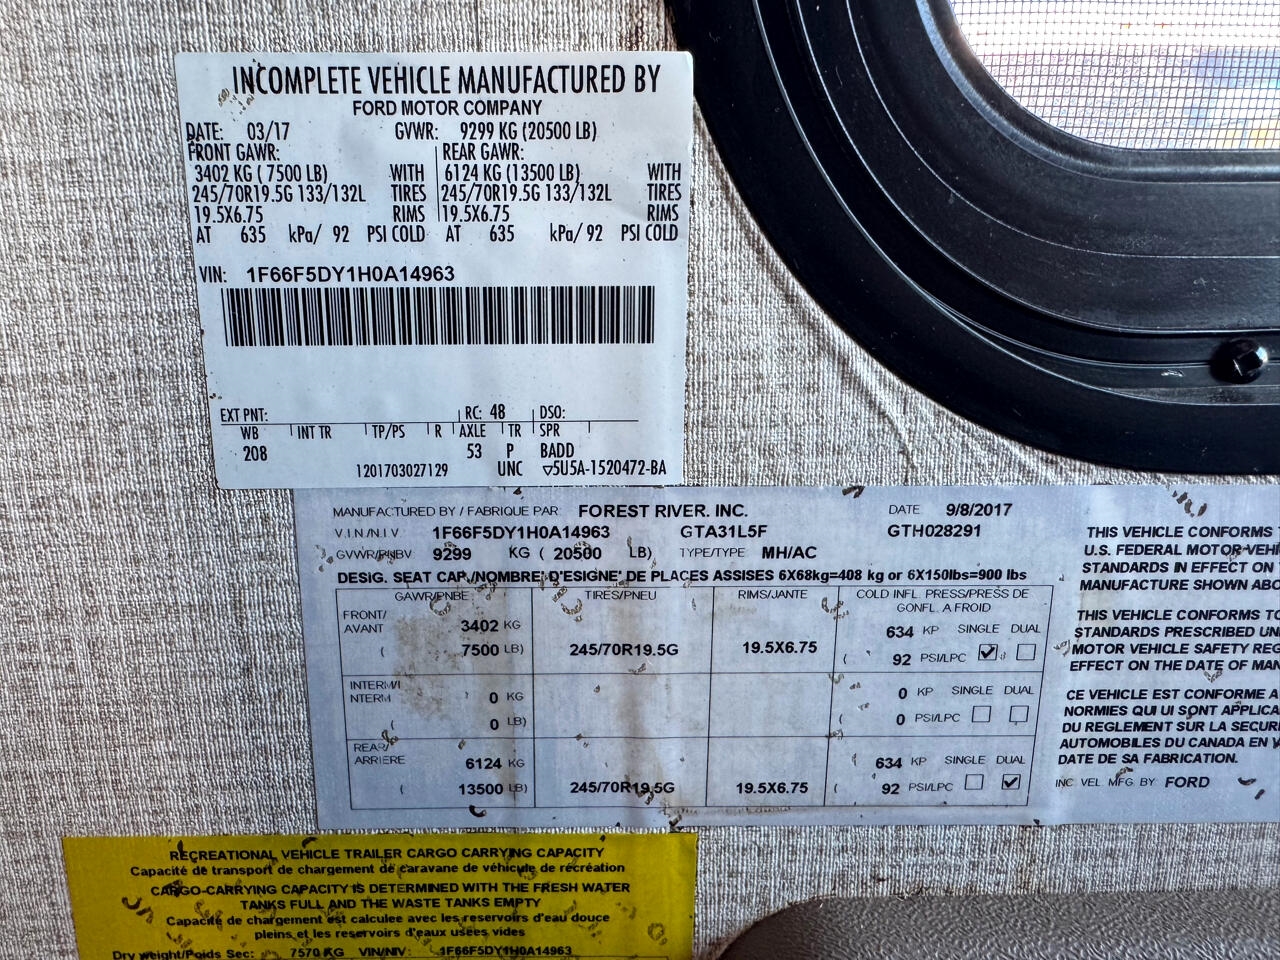 INCOMPLETE VEHICLE MANUFACTURED BY
FORD MOTOR COMPANY
DATE: 03/17 GVWR: 9299 KG (20500 LB)
FRONT GAWR: REAR GAWR:
3402 KG ( 7500 LB) WITH 6124 KG (13500 LB) WITH
245/70R19.5G 133/132L TIRES 245/70R19.5G 133/132L TIRES
19.5X6.75 RIMS 19.5X6.75 RIMS
AT 635 kPa/ 92 PSI COLD AT 635 kPa/ 92 PSI COLD
VIN: 1F66F5DY1H0A14963
EXT PNT: RC: 48 DSO:
WB INT TR TP/PS R AXLE TR SPR
208 53 P BADD
1201703027129 UNC ▽5U5A-1520472-BA
MANUFACTURED BY / FABRIQUE PAR FOREST RIVER. INC. DATE 9/8/2017
V.I.N/N.I.V 1F66F5DY1H0A14963 GTA31L5F GTH028291
GVWR/PNBV 9299 KG ( 20500 LB) TYPE/TYPE MH/AC
DESIG. SEAT CAP./NOMBRE D'ESIGNE' DE PLACES ASSISES 6X68kg=408 kg or 6X150lbs=900 lbs
GAWR/PNBE TIRES/PNEU RIMS/JANTE COLD INFL. PRESS/PRESS DE
GONFL. A FROID
FRONT/
AVANT 3402 KG 634 KP SINGLE DUAL
( 7500 LB) 245/70R19.5G 19.5X6.75 ( 92 PSI/LPC ☑ ☐
INTERM/I
NTERM 0 KG 0 KP SINGLE DUAL
( 0 LB) ( 0 PSI/LPC ☐ ☐
REAR/
ARRIERE 6124 KG 634 KP SINGLE DUAL
( 13500 LB) 245/70R19.5G 19.5X6.75 ( 92 PSI/LPC ☐ ☑
THIS VEHICLE CONFORMS
U.S. FEDERAL MOTOR VEHI
STANDARDS IN EFFECT ON
MANUFACTURE SHOWN ABO
THIS VEHICLE CONFORMS TO
STANDARDS PRESCRIBED UN
MOTOR VEHICLE SAFETY REG
EFFECT ON THE DATE OF MAN
CE VEHICLE EST CONFORME A
NORMIES QUI UI SONT APPLICA
DU REGLEMENT SUR LA SECUR
AUTOMOBILES DU CANADA EN V
DATE DE SA FABRICATION.
INC VEL MFG BY FORD
RECREATIONAL VEHICLE TRAILER CARGO CARRYING CAPACITY
Capacité de transport de chargement de caravane de véhicule de récréation
CARGO-CARRYING CAPACITY IS DETERMINED WITH THE FRESH WATER
TANKS FULL AND THE WASTE TANKS EMPTY
Capacité de chargement est calculee avec les reservoirs d'eau douce
pleins et les reservoirs d'eaux usées vides
Dry weight/Poids Sec: 7570 KG VIN/NIV: 1F66F5DY1H0A14963